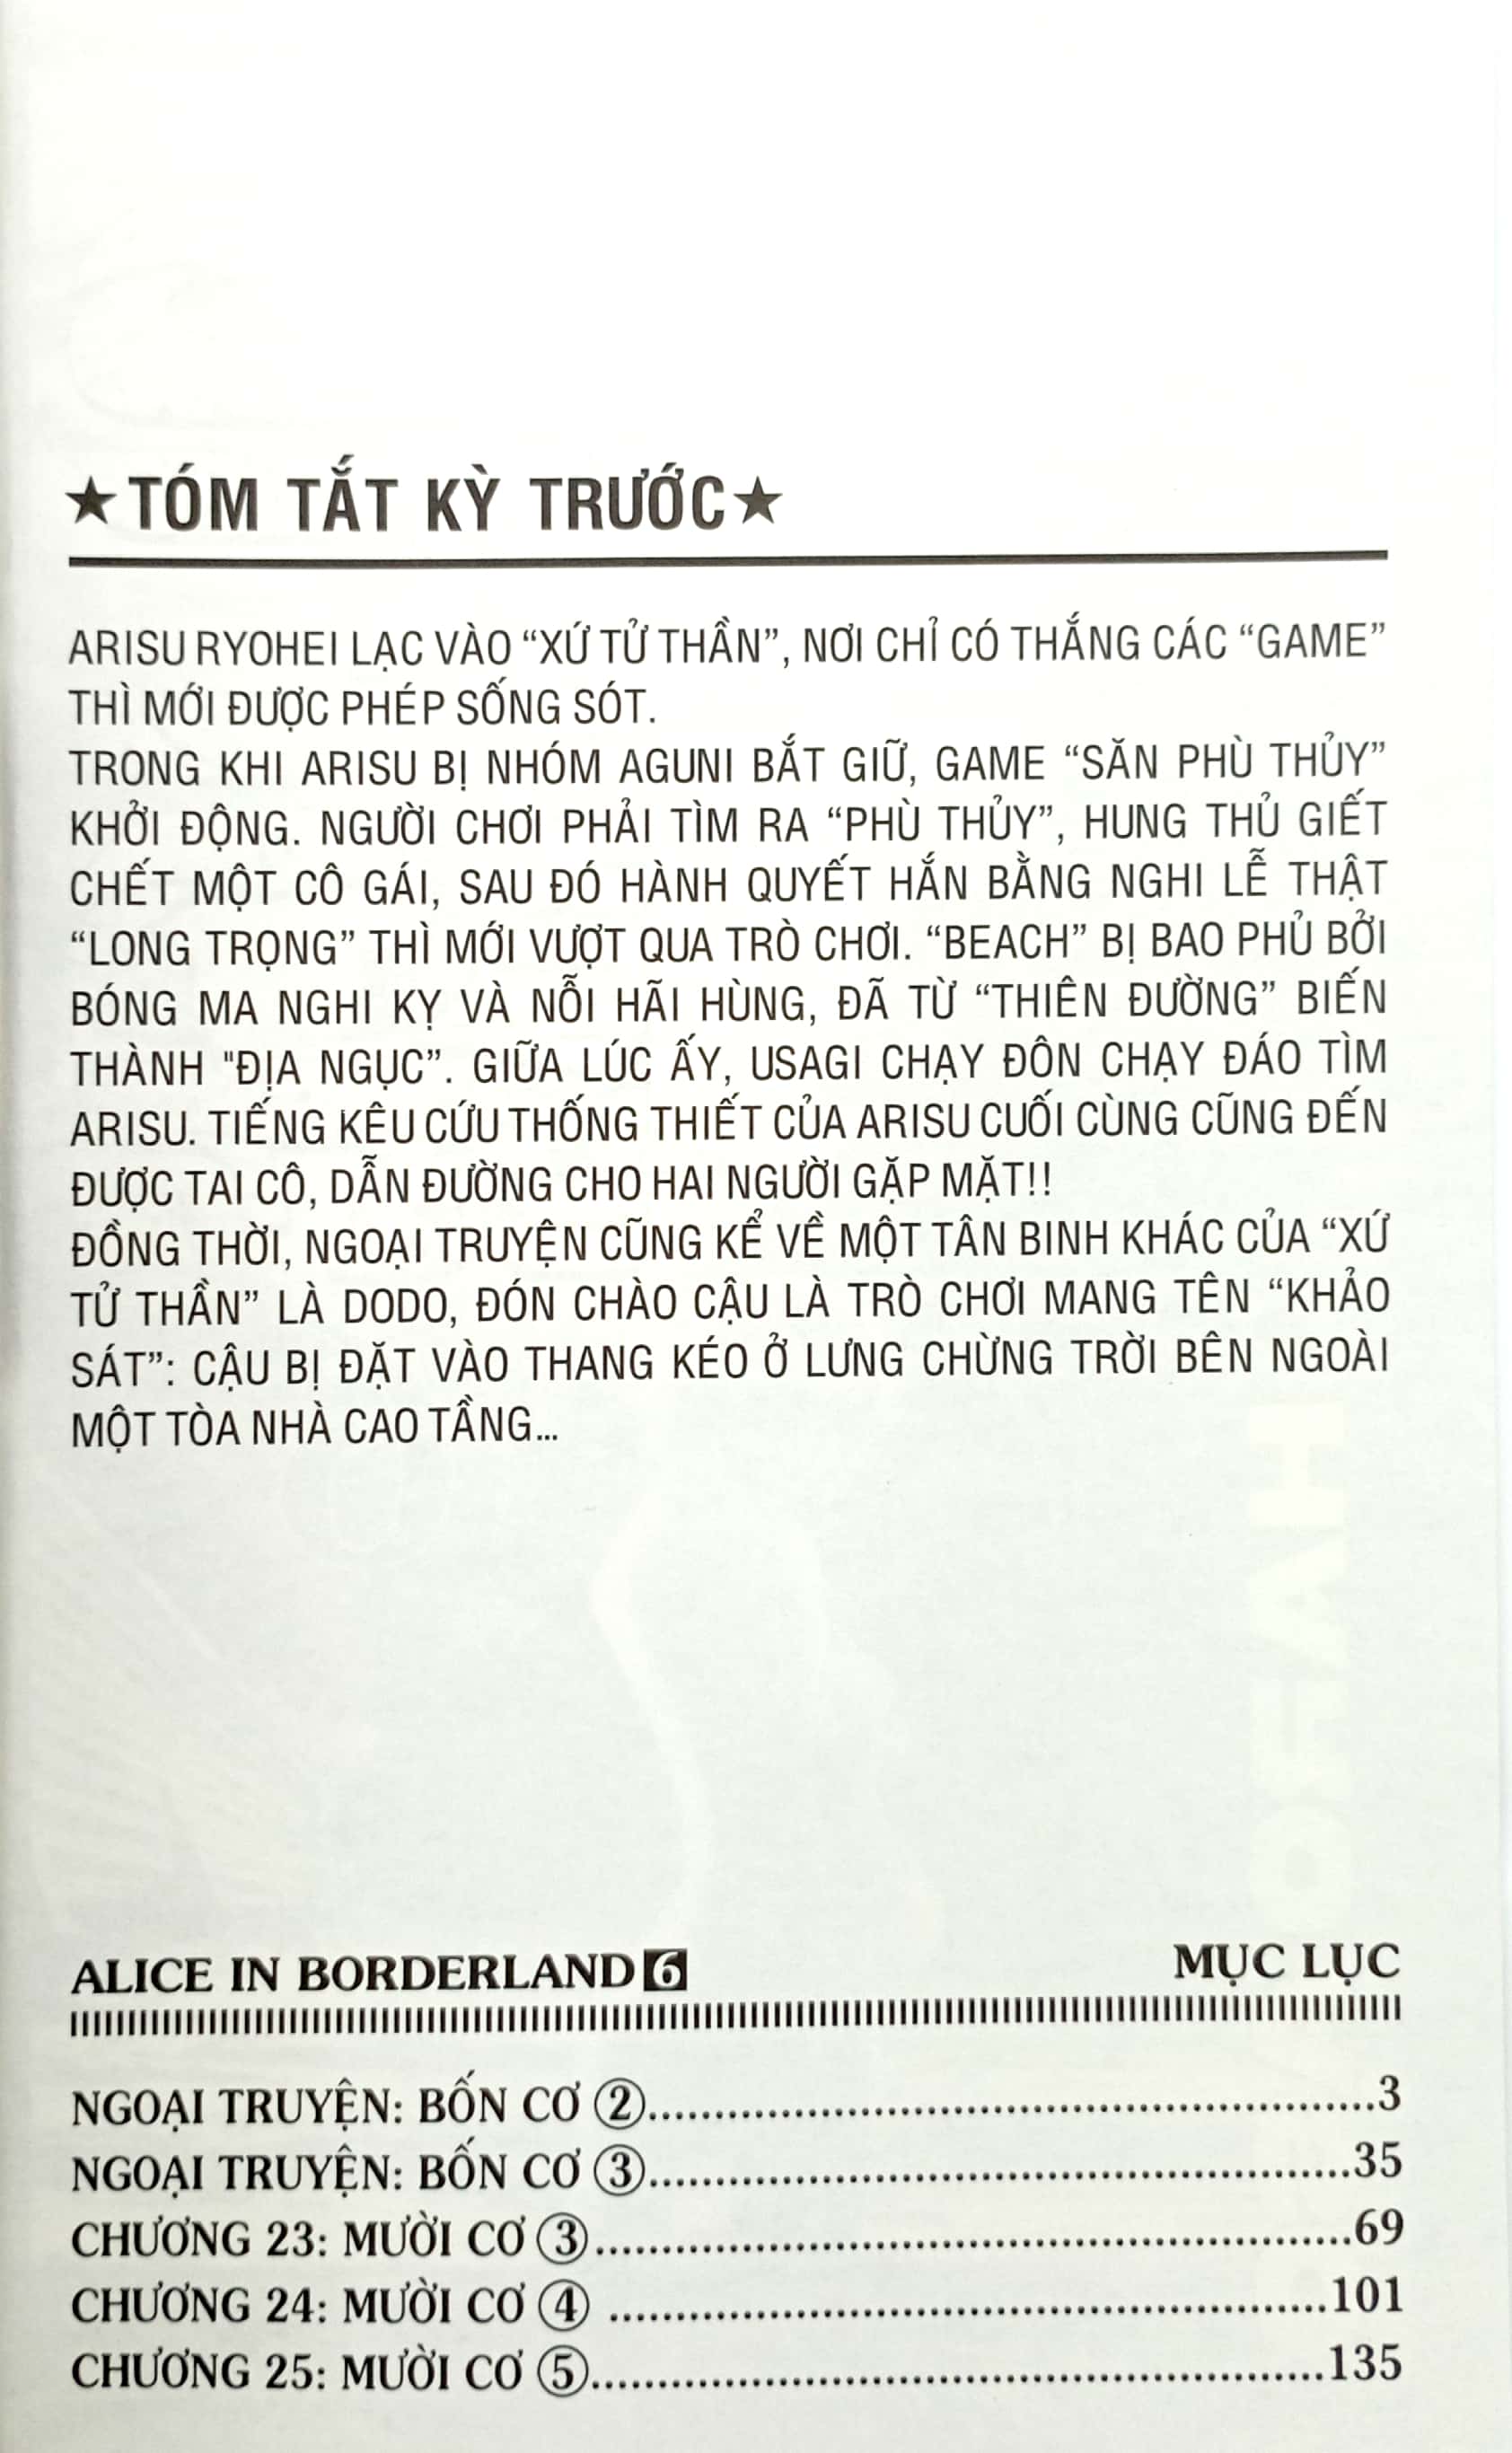 ★TÓM TẮT KỲ TRƯỚC★
ARISU RYOHEI LẠC VÀO “XỨ TỬ THẦN”, NƠI CHỈ CÓ THẮNG CÁC “GAME”
THÌ MỚI ĐƯỢC PHÉP SỐNG SÓT.
TRONG KHI ARISU BỊ NHÓM AGUNI BẮT GIỮ, GAME “SĂN PHÙ THỦY”
KHỞI ĐỘNG. NGƯỜI CHƠI PHẢI TÌM RA “PHÙ THỦY”, HUNG THỦ GIẾT
CHẾT MỘT CÔ GÁI, SAU ĐÓ HÀNH QUYẾT HẮN BẰNG NGHI LỄ THẬT
“LONG TRỌNG” THÌ MỚI VƯỢT QUA TRÒ CHƠI. “BEACH” BỊ BAO PHỦ BỞI
BÓNG MA NGHI KỴ VÀ NỖI HÃI HÙNG, ĐÃ TỪ “THIÊN ĐƯỜNG” BIẾN
THÀNH "ĐỊA NGỤC”. GIỮA LÚC ẤY, USAGI CHẠY ĐÔN CHẠY ĐÁO TÌM
ARISU. TIẾNG KÊU CỨU THỐNG THIẾT CỦA ARISU CUỐI CÙNG CŨNG ĐẾN
ĐƯỢC TAI CÔ, DẪN ĐƯỜNG CHO HAI NGƯỜI GẶP MẶT!!
ĐỒNG THỜI, NGOẠI TRUYỆN CŨNG KỂ VỀ MỘT TÂN BINH KHÁC CỦA “XỨ
TỬ THẦN” LÀ DODO, ĐÓN CHÀO CẬU LÀ TRÒ CHƠI MANG TÊN “KHẢO
SÁT”: CẬU BỊ ĐẶT VÀO THANG KÉO Ở LƯNG CHỪNG TRỜI BÊN NGOÀI
MỘT TÒA NHÀ CAO TẦNG...
ALICE IN BORDERLAND 6 MỤC LỤC
NGOẠI TRUYỆN: BỐN CƠ ②........................................................3
NGOẠI TRUYỆN: BỐN CƠ ③......................................................35
CHƯƠNG 23: MƯỜI CƠ ③..........................................................69
CHƯƠNG 24: MƯỜI CƠ ④ .......................................................101
CHƯƠNG 25: MƯỜI CƠ ⑤........................................................135